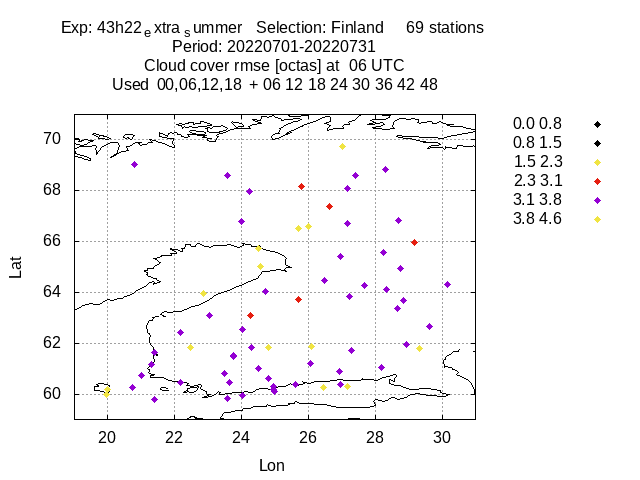 Exp: 43h22extrasummer   Selection: Finland     69 stations
Period: 20220701-20220731
Cloud cover rmse [octas] at  06 UTC
Used  00,06,12,18  + 06 12 18 24 30 36 42 48
70
68
66
64
62
60
Lat
20 22 24 26 28 30
Lon
0.0 0.8
0.8 1.5
1.5 2.3
2.3 3.1
3.1 3.8
3.8 4.6